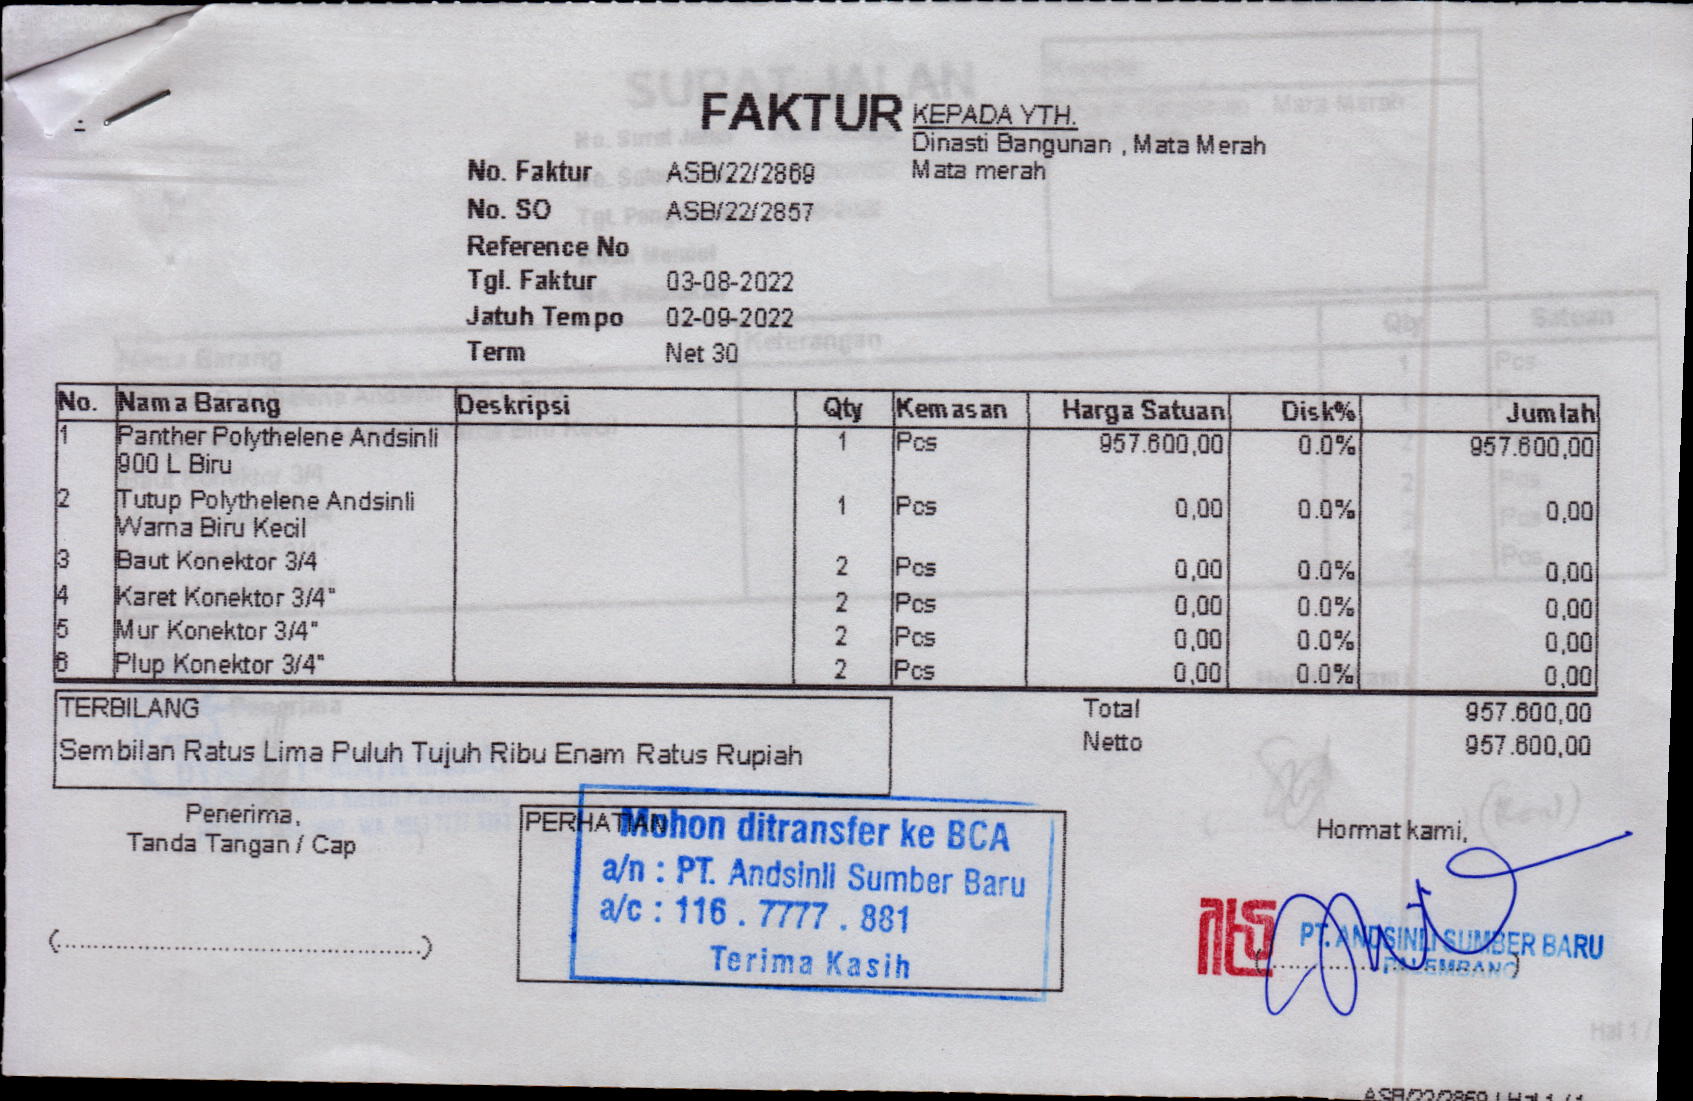 FAKTUR
KEPADA YTH.
Dinasti Bangunan , Mata Merah
Mata merah
No. Faktur ASB/22/2869
No. SO ASB/22/2857
Reference No
Tgl. Faktur 03-08-2022
Jatuh Tempo 02-09-2022
Term Net 30
No. Nama Barang Deskripsi Qty Kemasan Harga Satuan Disk% Jumlah
1 Panther Polythelene Andsinli 1 Pcs 957.600,00 0.0% 957.600,00
900 L Biru
2 Tutup Polythelene Andsinli 1 Pcs 0,00 0.0% 0,00
Warna Biru Kecil
3 Baut Konektor 3/4 2 Pcs 0,00 0.0% 0,00
4 Karet Konektor 3/4" 2 Pcs 0,00 0.0% 0,00
5 Mur Konektor 3/4" 2 Pcs 0,00 0.0% 0,00
6 Plup Konektor 3/4" 2 Pcs 0,00 0.0% 0,00
TERBILANG
Sembilan Ratus Lima Puluh Tujuh Ribu Enam Ratus Rupiah
Total 957.600,00
Netto 957.600,00
Penerima,
Tanda Tangan / Cap
(............................................)
PERHATIAN
Mohon ditransfer ke BCA
a/n : PT. Andsinli Sumber Baru
a/c : 116 . 7777 . 881
Terima Kasih
Hormat kami,
PT. ANDSINLI SUMBER BARU
PALEMBANG
ASB/22/2869 | Hal 1 / 1